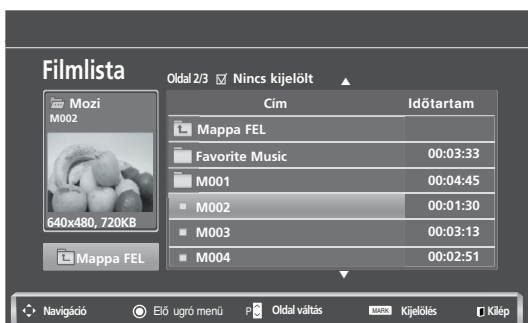 Filmlista
Oldal 2/3 Nincs kijelölt
Mozi
M002
640x480, 720KB
Mappa FEL
Cím Időtartam
Mappa FEL
Favorite Music 00:03:33
M001 00:04:45
M002 00:01:30
M003 00:03:13
M004 00:02:51
Navigáció Elő ugró menü P Oldal váltás MARK Kijelölés Kilép